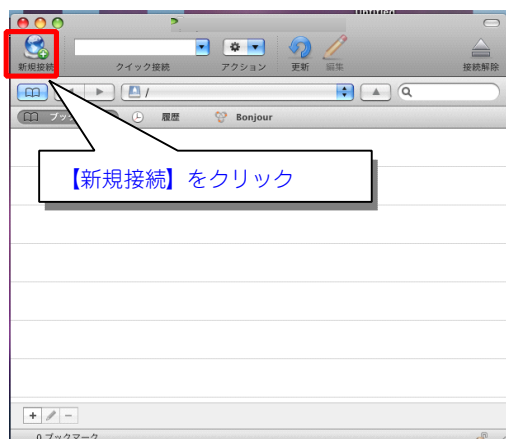 Untitled
新規接続
クイック接続
アクション
更新
編集
接続解除
/
履歴
Bonjour
【新規接続】をクリック
0 ブックマーク